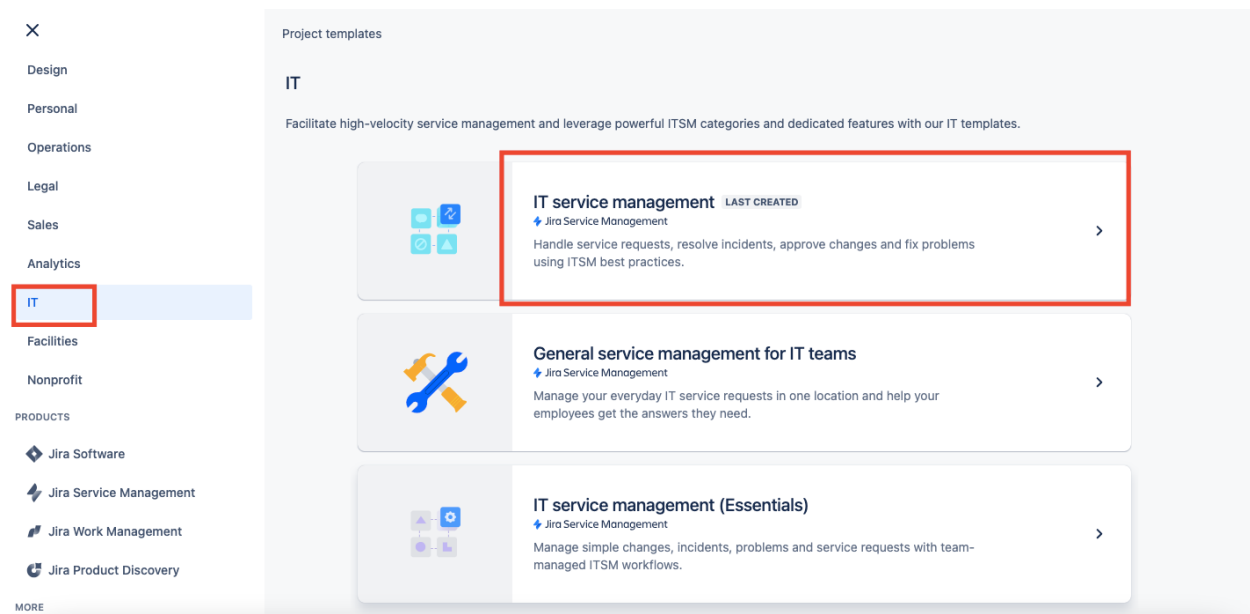 Design
Personal
Operations
Legal
Sales
Analytics
IT
Facilities
Nonprofit
PRODUCTS
Jira Software
Jira Service Management
Jira Work Management
Jira Product Discovery
MORE
Project templates
IT
Facilitate high-velocity service management and leverage powerful ITSM categories and dedicated features with our IT templates.
IT service management LAST CREATED
Jira Service Management
Handle service requests, resolve incidents, approve changes and fix problems
using ITSM best practices.
General service management for IT teams
Jira Service Management
Manage your everyday IT service requests in one location and help your
employees get the answers they need.
IT service management (Essentials)
Jira Service Management
Manage simple changes, incidents, problems and service requests with team-
managed ITSM workflows.